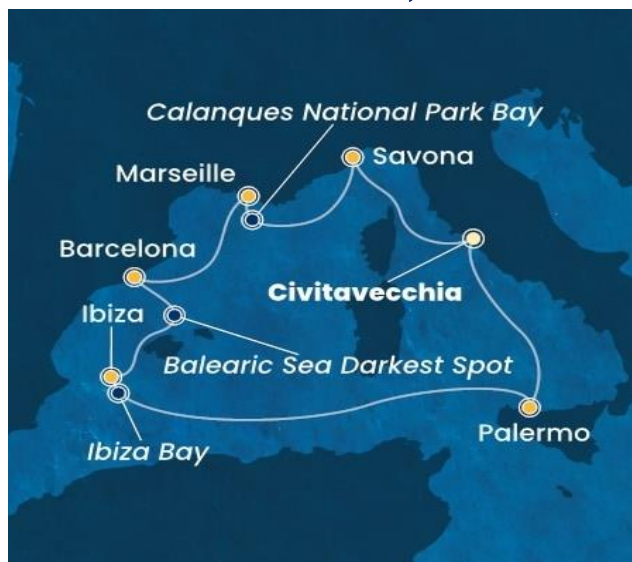 Calanques National Park Bay
Savona
Marseille
Barcelona
Civitavecchia
Ibiza
Balearic Sea Darkest Spot
Palermo
Ibiza Bay